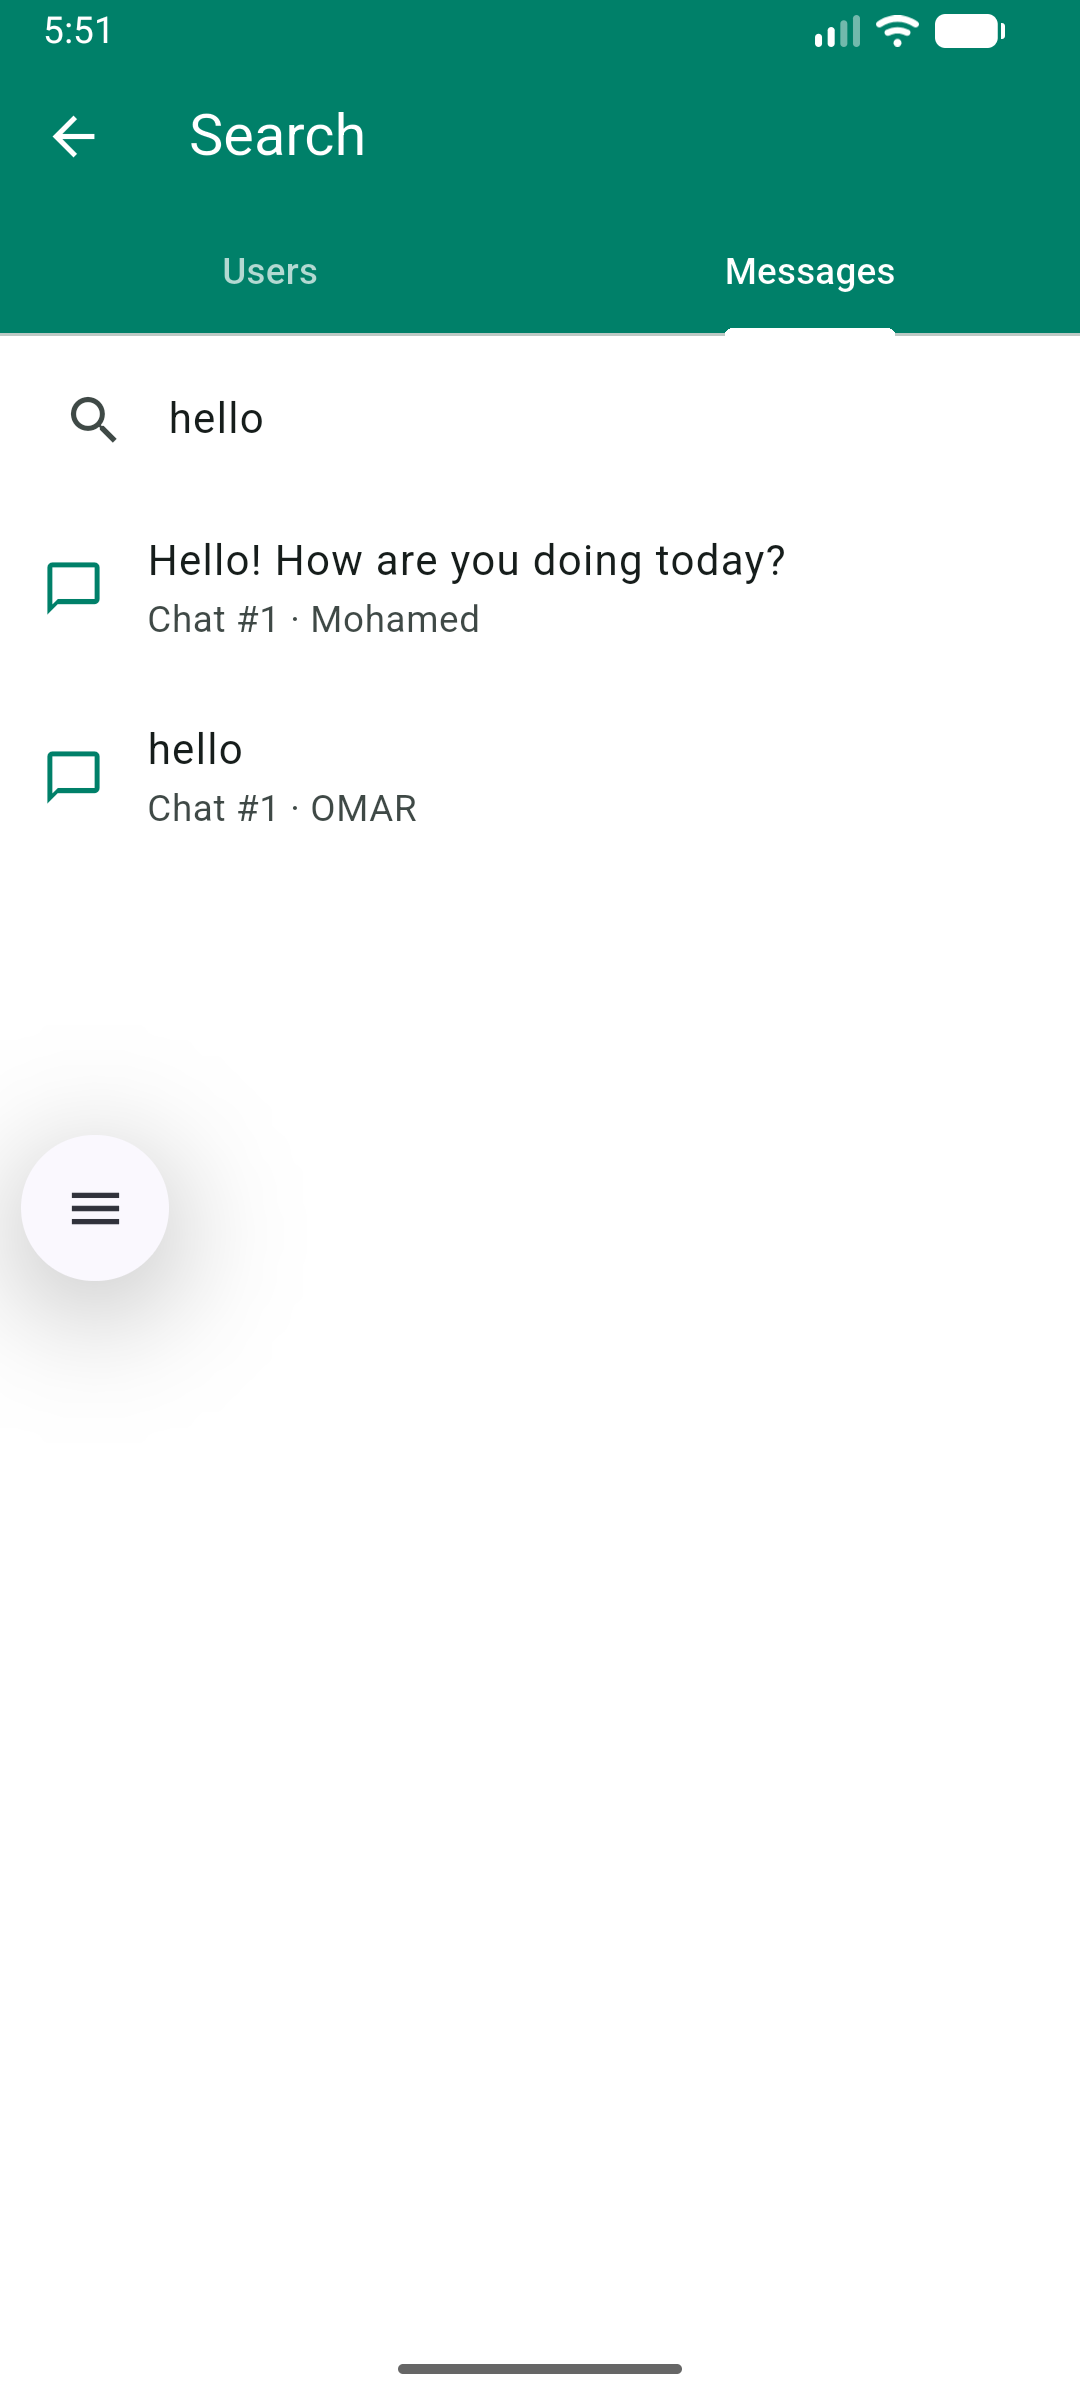 5:51
Search
Users
Messages
hello
Hello! How are you doing today?
Chat #1 · Mohamed
hello
Chat #1 · OMAR